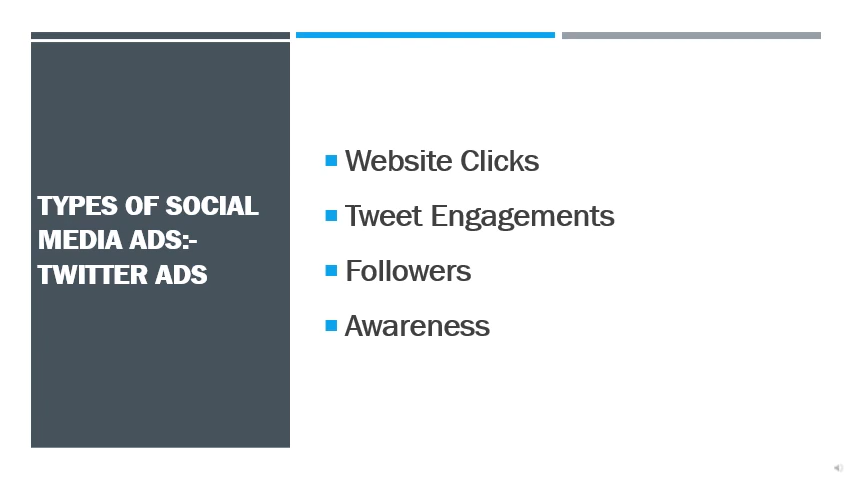 TYPES OF SOCIAL
MEDIA ADS:-
TWITTER ADS
Website Clicks
Tweet Engagements
Followers
Awareness